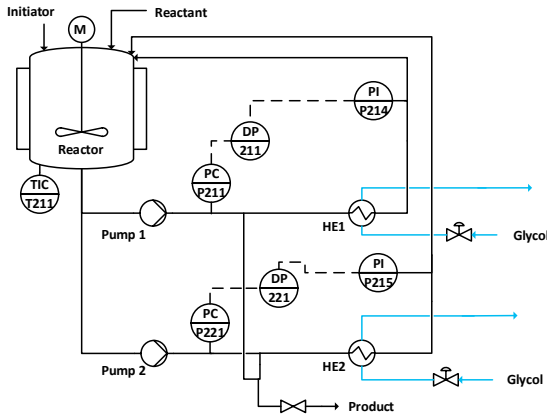 Initiator
Reactant
M
PI
P214
DP
211
Reactor
PC
P211
TIC
T211
Pump 1
HE1
Glycol
DP
221
PI
P215
PC
P221
Pump 2
HE2
Glycol
Product